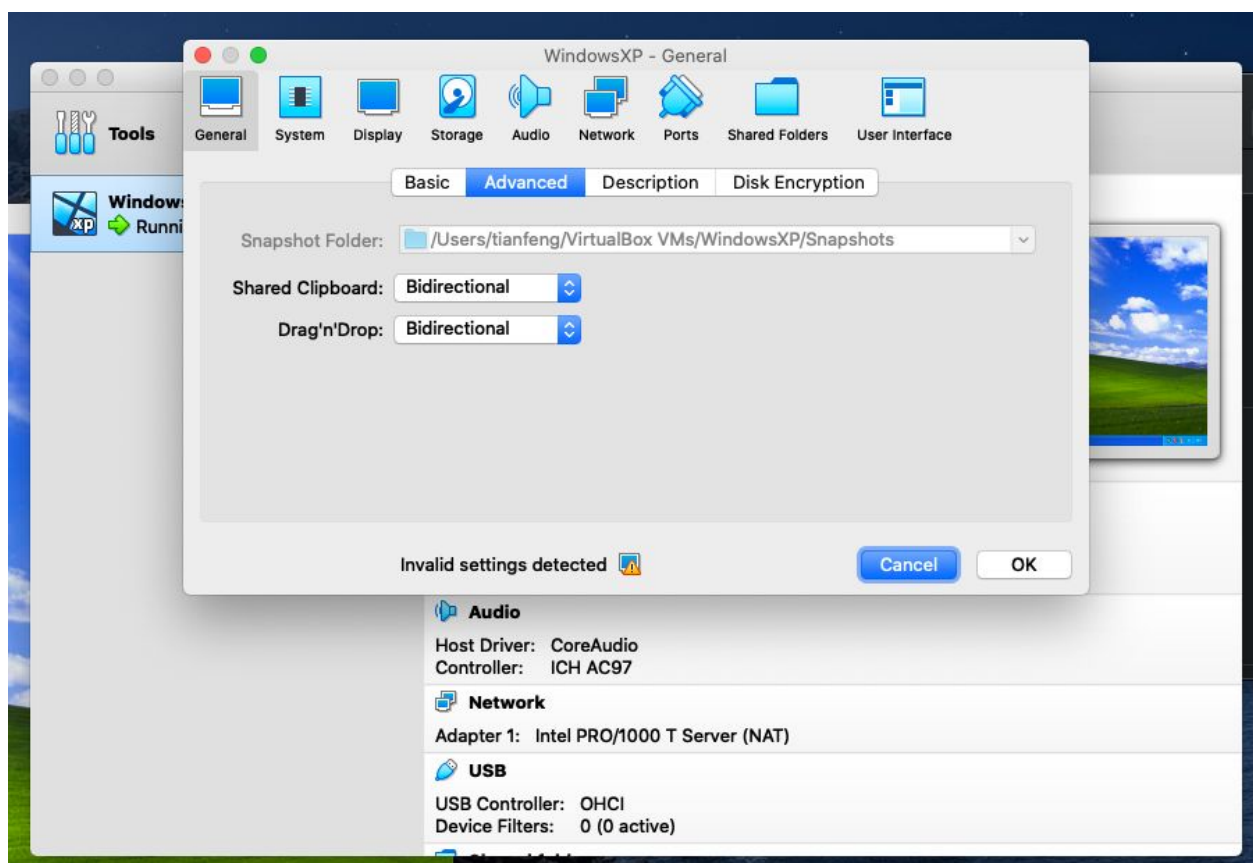 WindowsXP - General
Tools
General System Display Storage Audio Network Ports Shared Folders User Interface
Window
Runni
Basic Advanced Description Disk Encryption
Snapshot Folder: /Users/tianfeng/VirtualBox VMs/WindowsXP/Snapshots
Shared Clipboard: Bidirectional
Drag'n'Drop: Bidirectional
Invalid settings detected Cancel OK
Audio
Host Driver: CoreAudio
Controller: ICH AC97
Network
Adapter 1: Intel PRO/1000 T Server (NAT)
USB
USB Controller: OHCI
Device Filters: 0 (0 active)